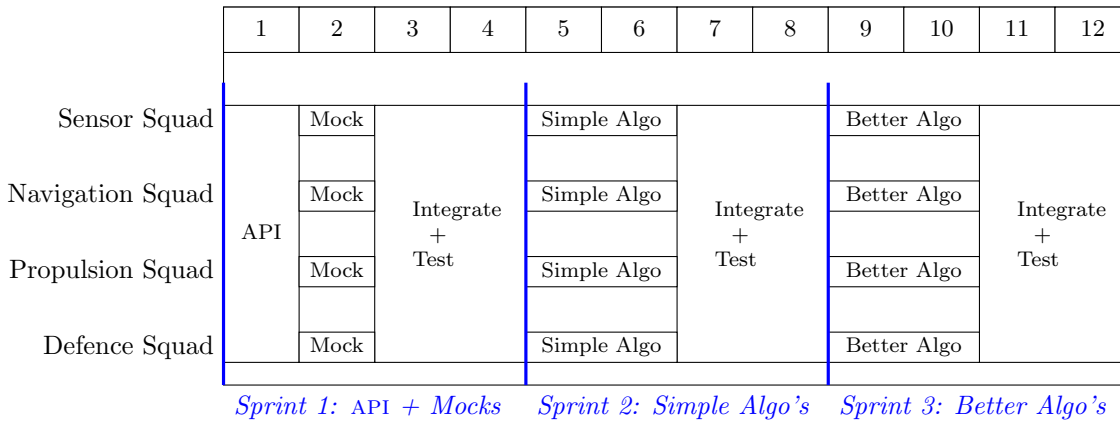 1 2 3 4 5 6 7 8 9 10 11 12
Sensor Squad Mock Simple Algo Better Algo
Navigation Squad Mock Simple Algo Better Algo
API Integrate Integrate Integrate
+ + +
Test Test Test
Propulsion Squad Mock Simple Algo Better Algo
Defence Squad Mock Simple Algo Better Algo
Sprint 1: API + Mocks Sprint 2: Simple Algo's Sprint 3: Better Algo's